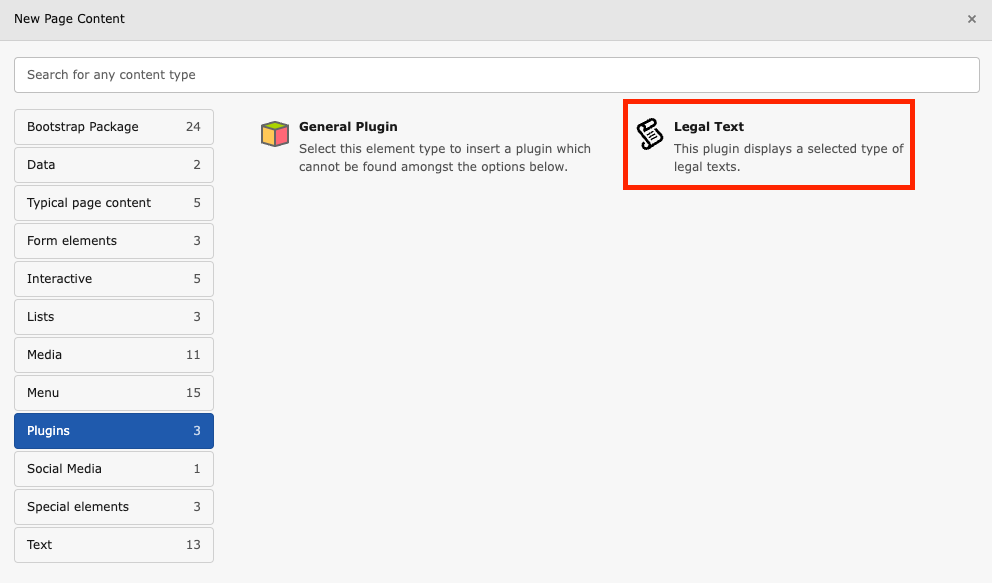 New Page Content
×
Search for any content type
Bootstrap Package 24
Data 2
Typical page content 5
Form elements 3
Interactive 5
Lists 3
Media 11
Menu 15
Plugins 3
Social Media 1
Special elements 3
Text 13
General Plugin
Select this element type to insert a plugin which
cannot be found amongst the options below.
Legal Text
This plugin displays a selected type of
legal texts.